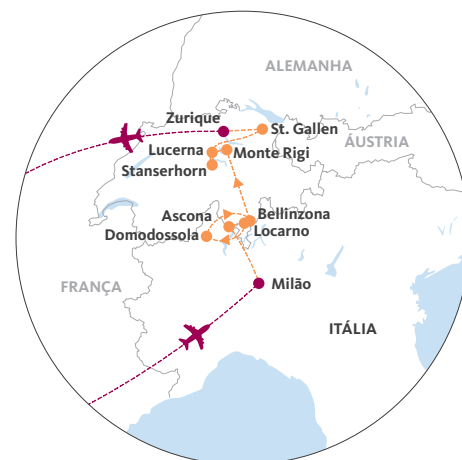 ALEMANHA
Zurique
St. Gallen
ÁUSTRIA
Lucerna
Monte Rigi
Stanserhorn
Ascona
Bellinzona
Domodossola
Locarno
FRANÇA
Milão
ITÁLIA